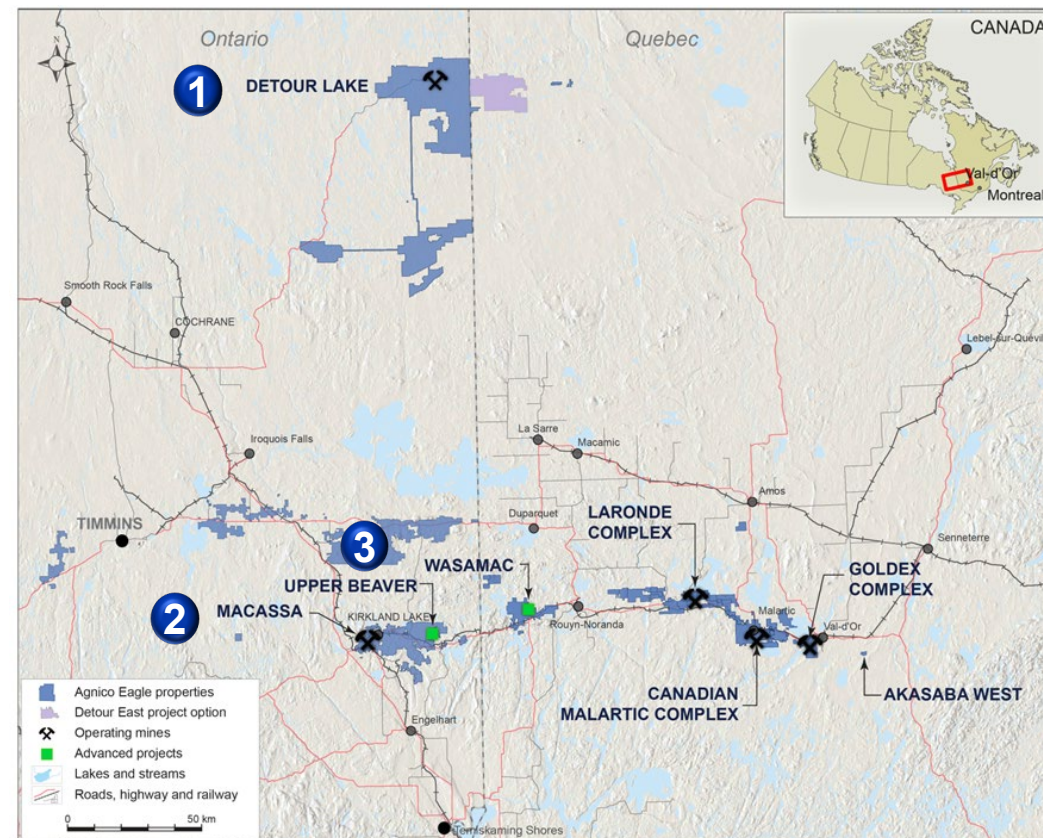 Ontario
Quebec
CANADA
Val-d'Or
Montreal
N
1
DETOUR LAKE
Smooth Rock Falls
COCHRANE
Lebel-sur-Quévil
La Sarre
Macamic
Iroquois Falls
Amos
TIMMINS
Duparquet
LARONDE
COMPLEX
Senneterre
3
WASAMAC
GOLDEX
COMPLEX
UPPER BEAVER
2
MACASSA
KIRKLAND LAKE
Rouyn-Noranda
Malartic
Val-d'Or
CANADIAN
MALARTIC COMPLEX
AKASABA WEST
Engelhart
Temiskaming Shores
Agnico Eagle properties
Detour East project option
Operating mines
Advanced projects
Lakes and streams
Roads, highway and railway
0 50 km